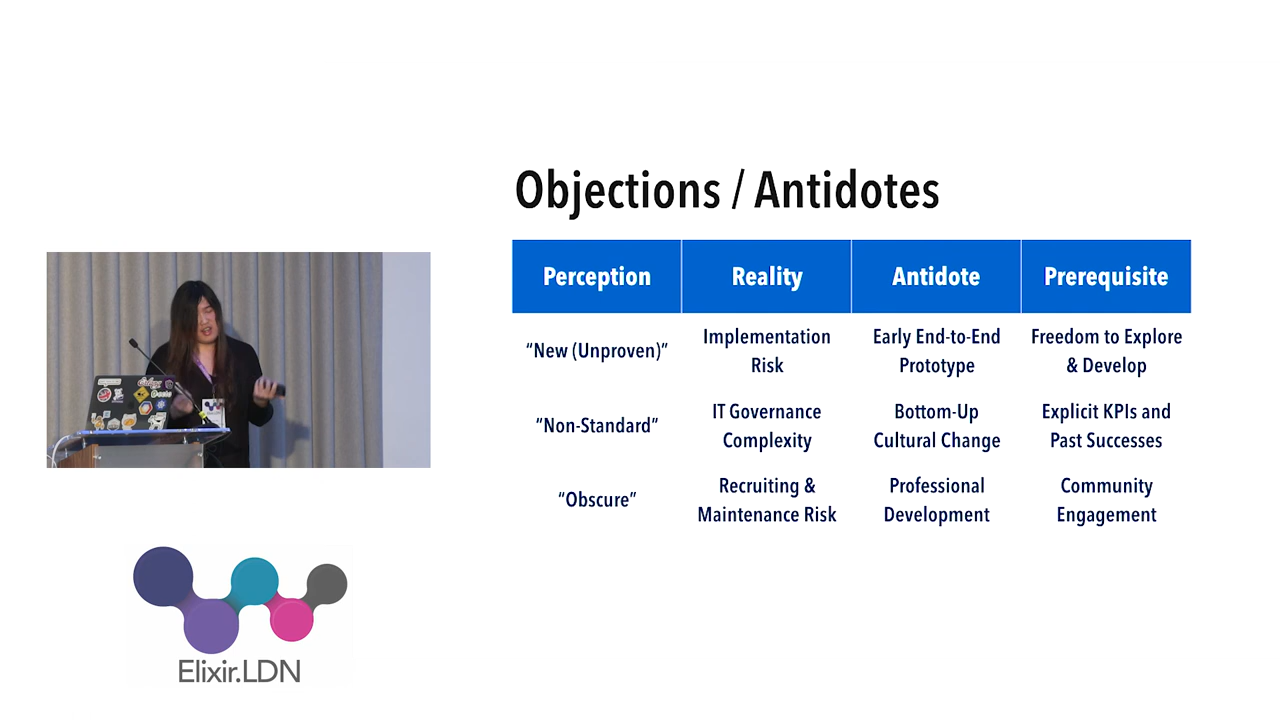 Objections / Antidotes
Perception Reality Antidote Prerequisite
“New (Unproven)” Implementation Risk Early End-to-End Prototype Freedom to Explore & Develop
”Non-Standard” IT Governance Complexity Bottom-Up Cultural Change Explicit KPIs and Past Successes
“Obscure” Recruiting & Maintenance Risk Professional Development Community Engagement
Elixir.LDN